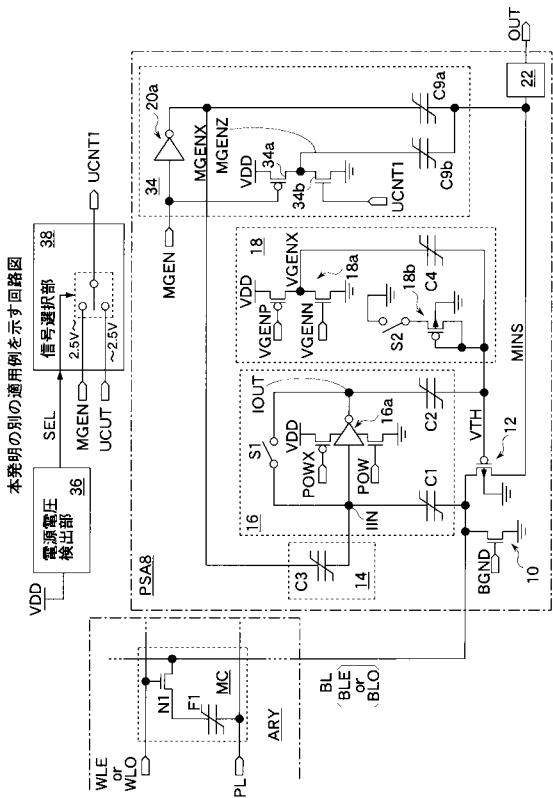 本発明の別の適用例を示す回路図
VDD
電源電圧
検出部
36
SEL
信号選択部
38
2.5V~
~2.5V
MGEN
UCUT
UCNT1
WLE
or
WLO
PL
N1
F1
MC
ARY
BL
BLE
or
BLO
PSA8
C3
14
16
S1
IOUT
VDD
POWX
POW
16a
IIN
C1
C2
BGND
10
VTH
12
MINS
18
VDD
VGENP
VGENN
VGENX
18a
S2
18b
C4
34
MGEN
20a
MGENX
MGENZ
VDD
34a
34b
UCNT1
C9a
C9b
22
OUT